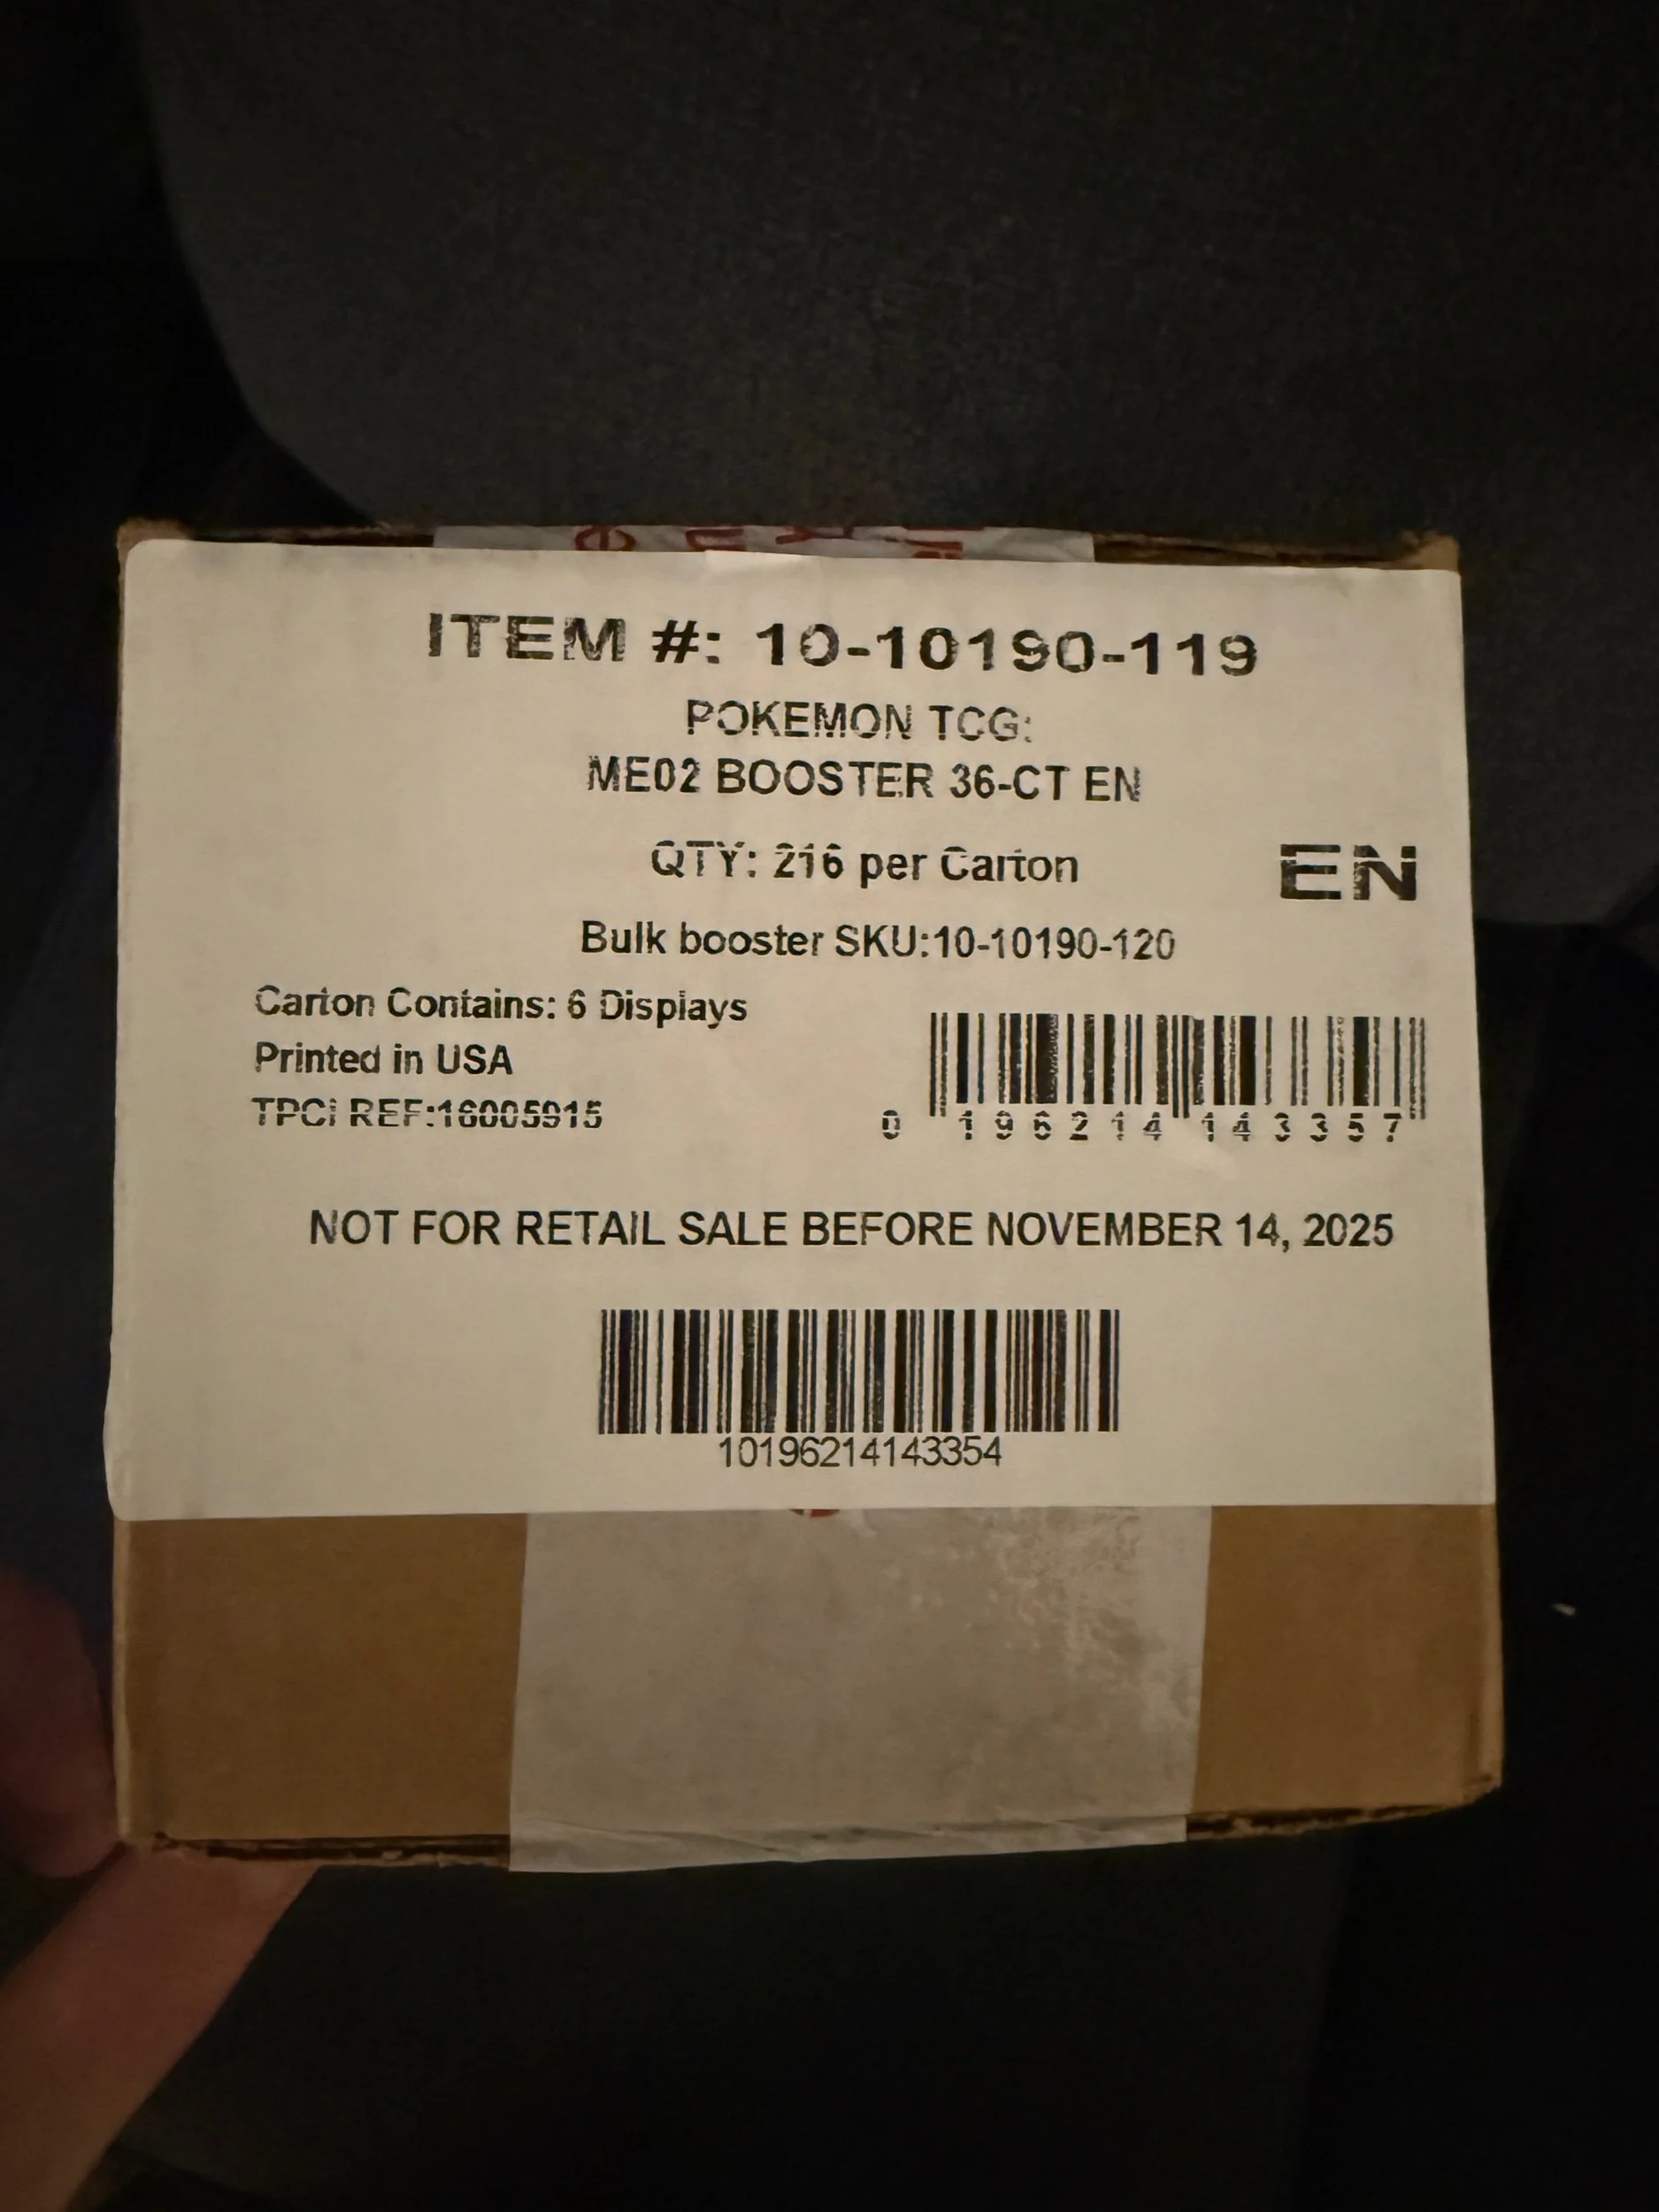 ITEM #: 10-10190-119
POKEMON TCG:
ME02 BOOSTER 36-CT EN
QTY: 216 per Carton
EN
Bulk booster SKU:10-10190-120
Carton Contains: 6 Displays
Printed in USA
TPCi REF:16005915
0 196214 143357
NOT FOR RETAIL SALE BEFORE NOVEMBER 14, 2025
10196214143354